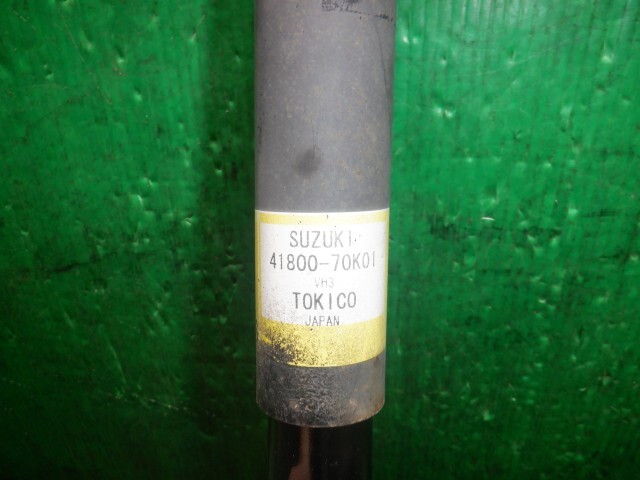 SUZUKI
41800-70K01
VH3
TOKICO
JAPAN